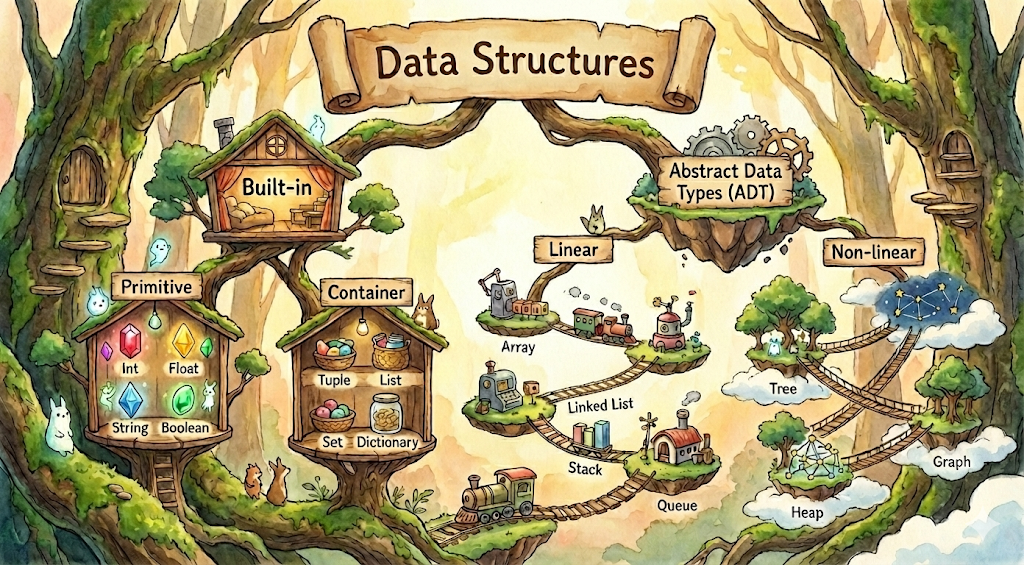 Data Structures
Built-in
Abstract Data
Types (ADT)
Linear
Non-linear
Primitive
Container
Array
Int Float
Tuple List
Tree
Linked List
String Boolean
Set Dictionary
Stack
Graph
Queue
Heap